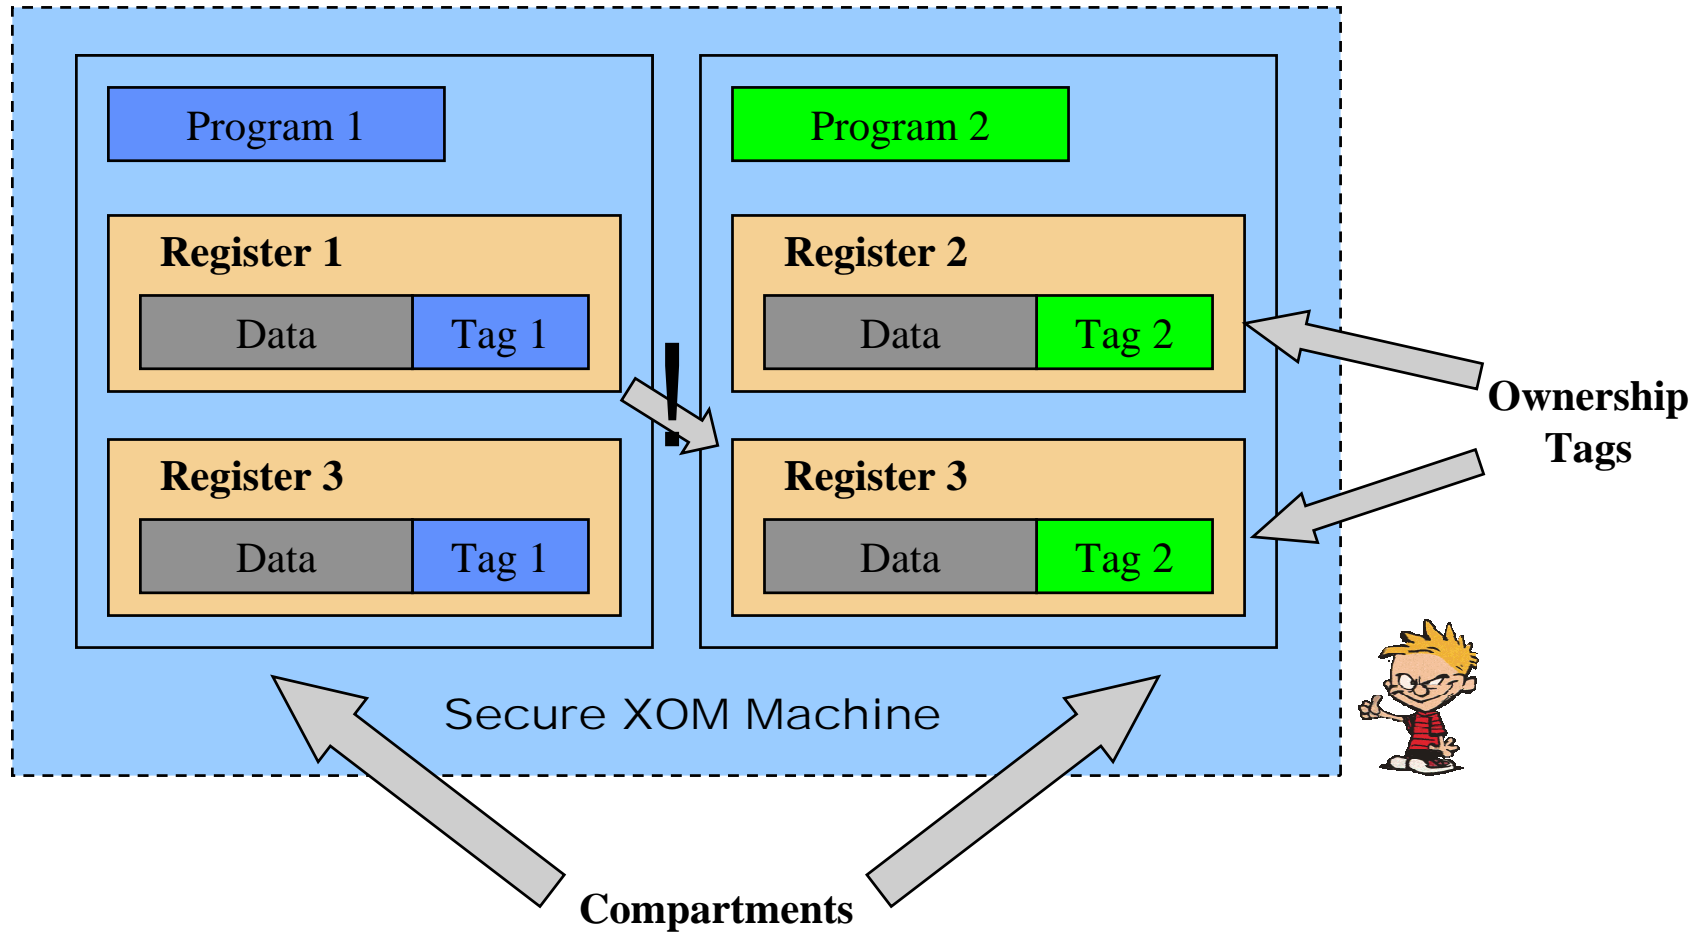 Program 1
Program 2
Register 1
Data Tag 1
Register 2
Data Tag 2
!
Register 3
Data Tag 1
Register 3
Data Tag 2
Ownership
Tags
Secure XOM Machine
Compartments